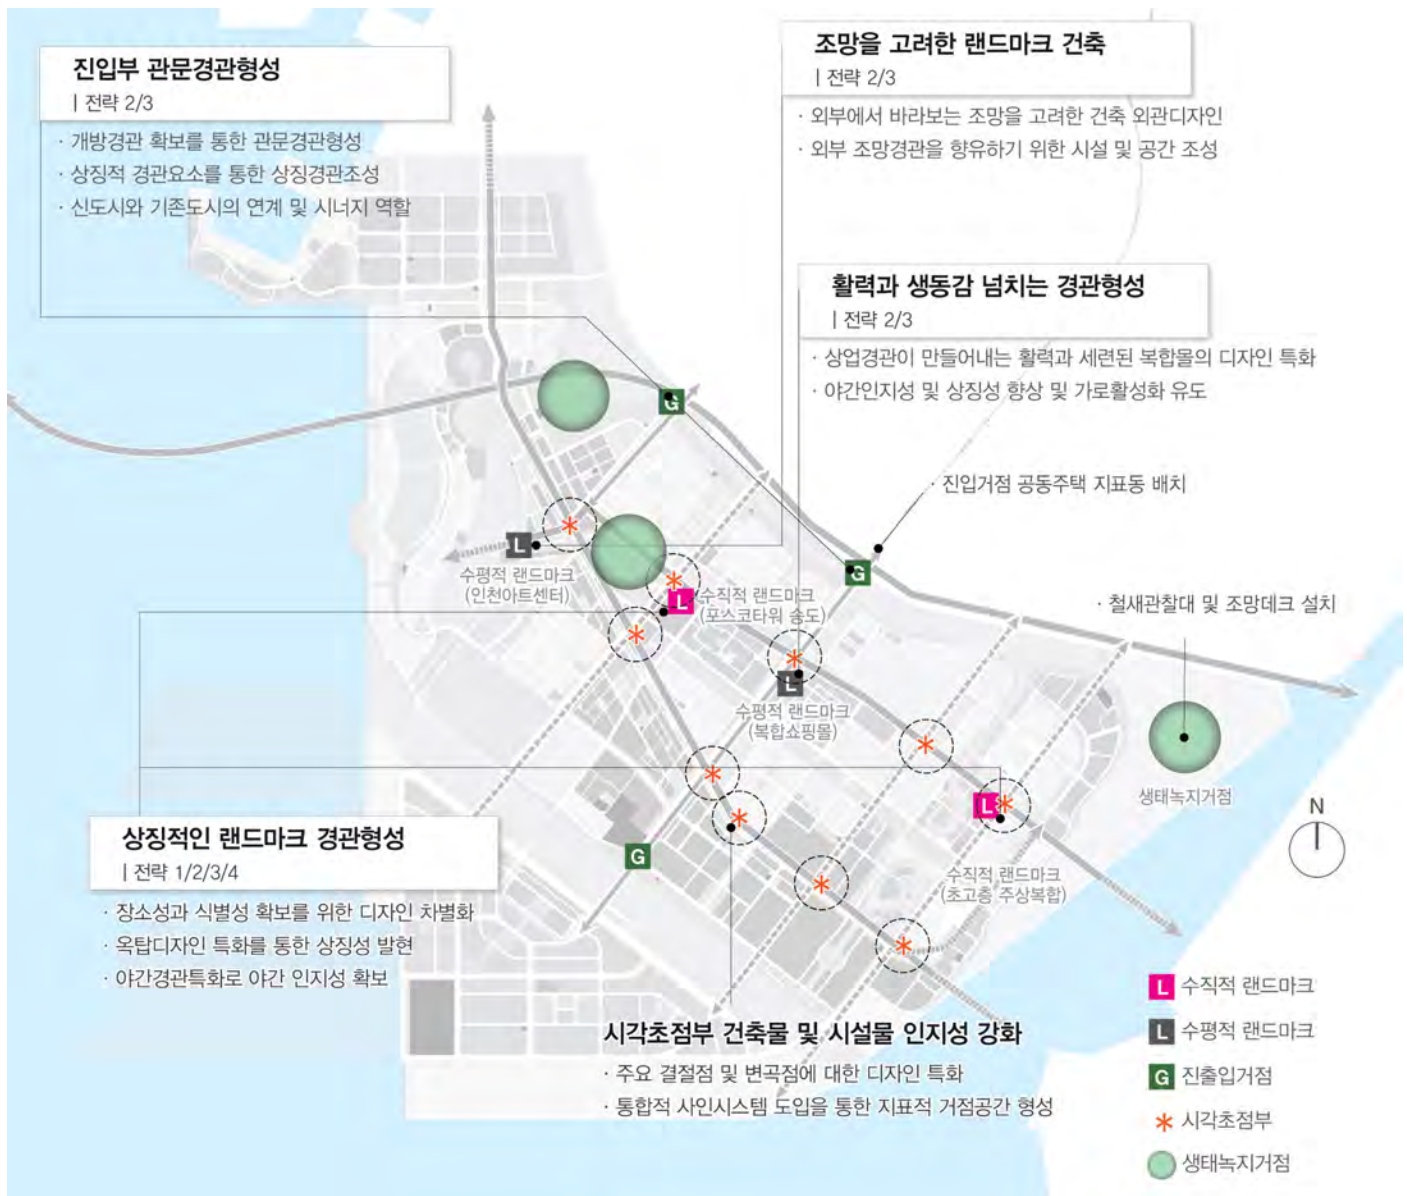 진입부 관문경관형성
| 전략 2/3
· 개방경관 확보를 통한 관문경관형성
· 상징적 경관요소를 통한 상징경관조성
· 신도시와 기존도시의 연계 및 시너지 역할
조망을 고려한 랜드마크 건축
| 전략 2/3
· 외부에서 바라보는 조망을 고려한 건축 외관디자인
· 외부 조망경관을 향유하기 위한 시설 및 공간 조성
활력과 생동감 넘치는 경관형성
| 전략 2/3
· 상업경관이 만들어내는 활력과 세련된 복합몰의 디자인 특화
· 야간인지성 및 상징성 향상 및 가로활성화 유도
G
· 진입거점 공동주택 지표동 배치
L
수평적 랜드마크
(인천아트센터)
G
L
수직적 랜드마크
(포스코타워 송도)
· 철새관찰대 및 조망데크 설치
L
수평적 랜드마크
(복합쇼핑몰)
생태녹지거점
L
수직적 랜드마크
(초고층 주상복합)
N
G
상징적인 랜드마크 경관형성
| 전략 1/2/3/4
· 장소성과 식별성 확보를 위한 디자인 차별화
· 옥탑디자인 특화를 통한 상징성 발현
· 야간경관특화로 야간 인지성 확보
시각초점부 건축물 및 시설물 인지성 강화
· 주요 결절점 및 변곡점에 대한 디자인 특화
· 통합적 사인시스템 도입을 통한 지표적 거점공간 형성
L 수직적 랜드마크
L 수평적 랜드마크
G 진출입거점
시각초점부
생태녹지거점